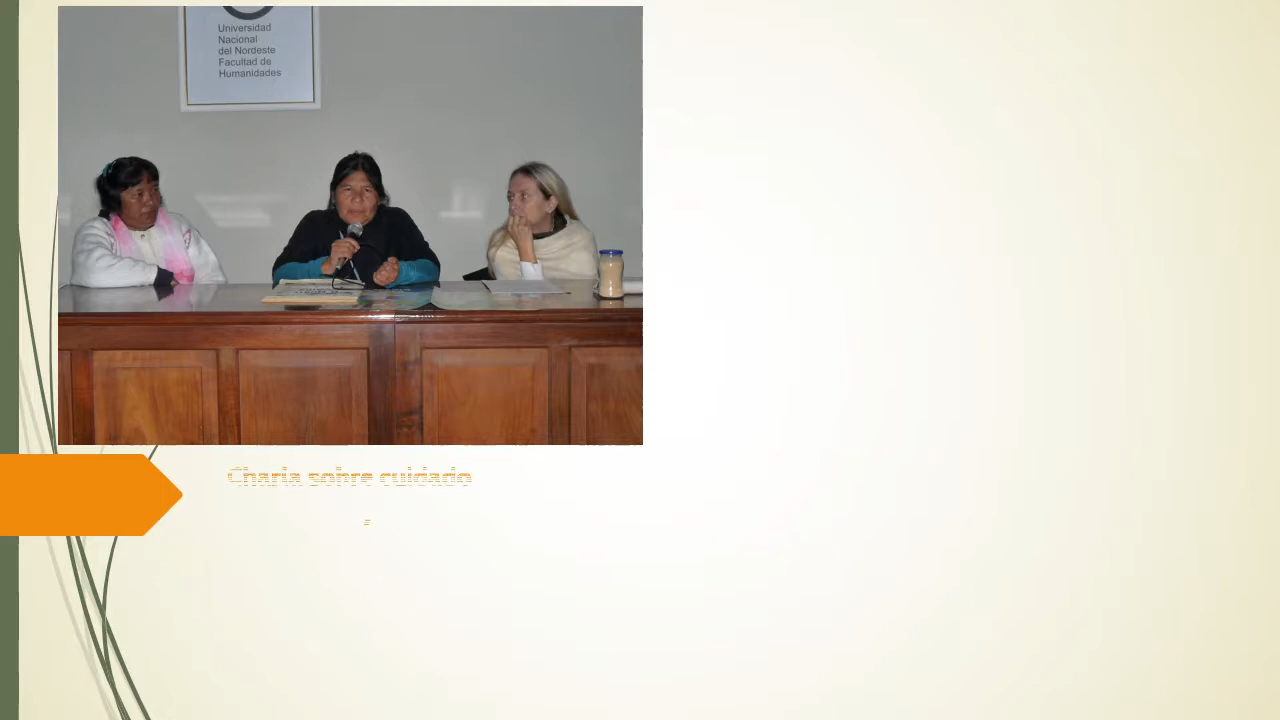 Universidad
Nacional
del Nordeste
Facultad de
Humanidades
Charla sobre cuidado